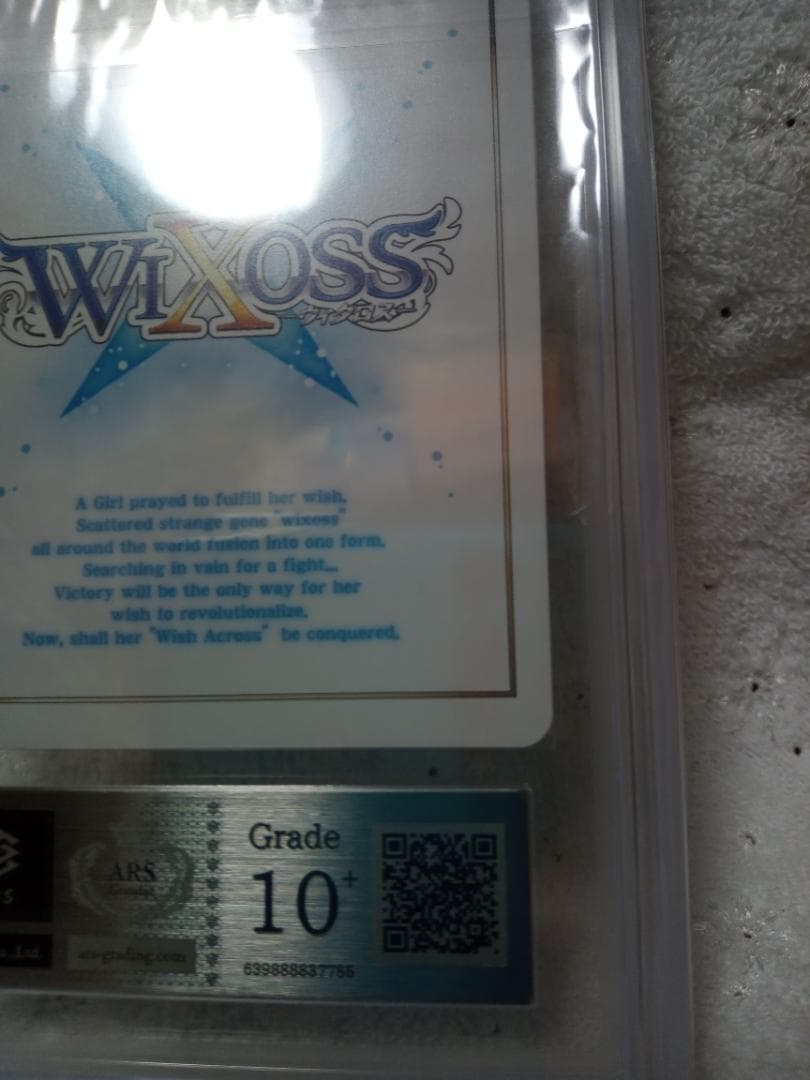 WIXOSS
ウィクロス
A Girl prayed to fulfill her wish.
Scattered strange gene "wixoss"
all around the world fusion into one form.
Searching in vain for a fight...
Victory will be the only way for her
wish to revolutionalize.
Now, shall her "Wish Across" be conquered.
Grade
10+
ARS
ars-grading.com